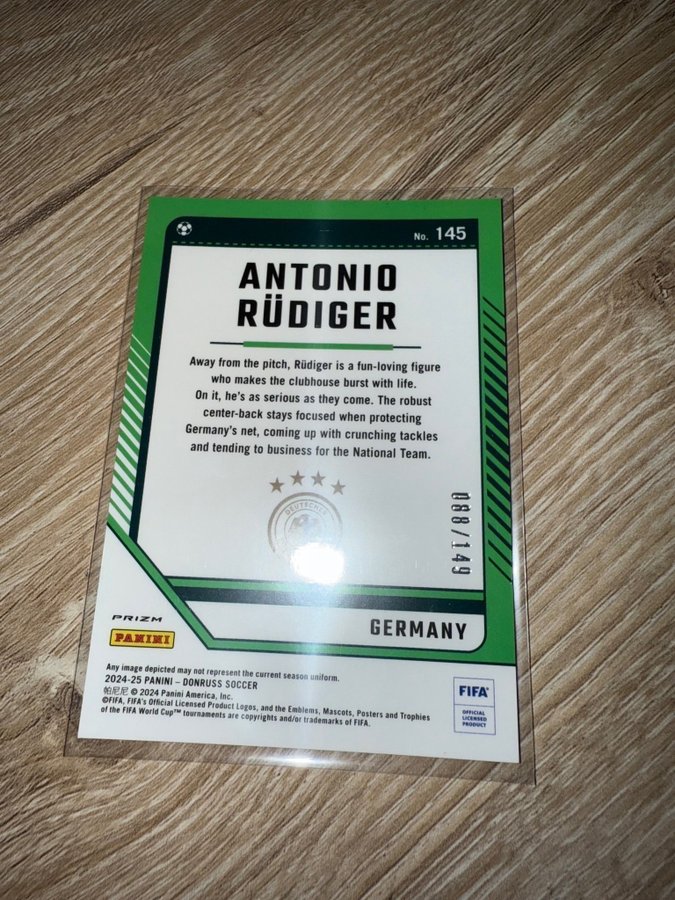 No. 145
ANTONIO
RÜDIGER
Away from the pitch, Rüdiger is a fun-loving figure
who makes the clubhouse burst with life.
On it, he's as serious as they come. The robust
center-back stays focused when protecting
Germany's net, coming up with crunching tackles
and tending to business for the National Team.
DEUTSCHER
088/149
GERMANY
PRIZM
PANINI
Any image depicted may not represent the current season uniform.
2024-25 PANINI – DONRUSS SOCCER
帕尼尼 © 2024 Panini America, Inc.
©FIFA, FIFA's Official Licensed Product Logos, and the Emblems, Mascots, Posters and Trophies
of the FIFA World Cup™ tournaments are copyrights and/or trademarks of FIFA.
FIFA®
OFFICIAL
LICENSED
PRODUCT